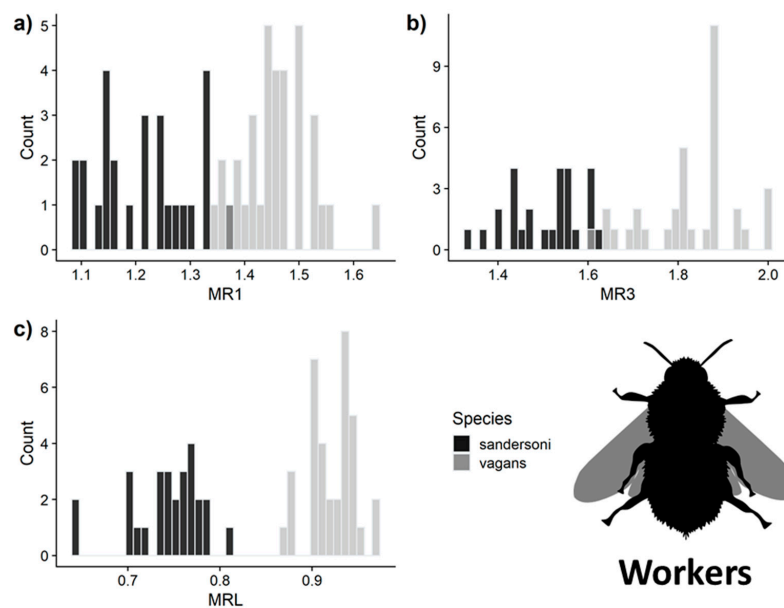 a)
5
4
3
2
1
0
Count
1.1 1.2 1.3 1.4 1.5 1.6
MR1
b)
9
6
3
0
Count
1.4 1.6 1.8 2.0
MR3
c)
8
6
4
2
0
Count
0.7 0.8 0.9
MRL
Species
sandersoni
vagans
Workers